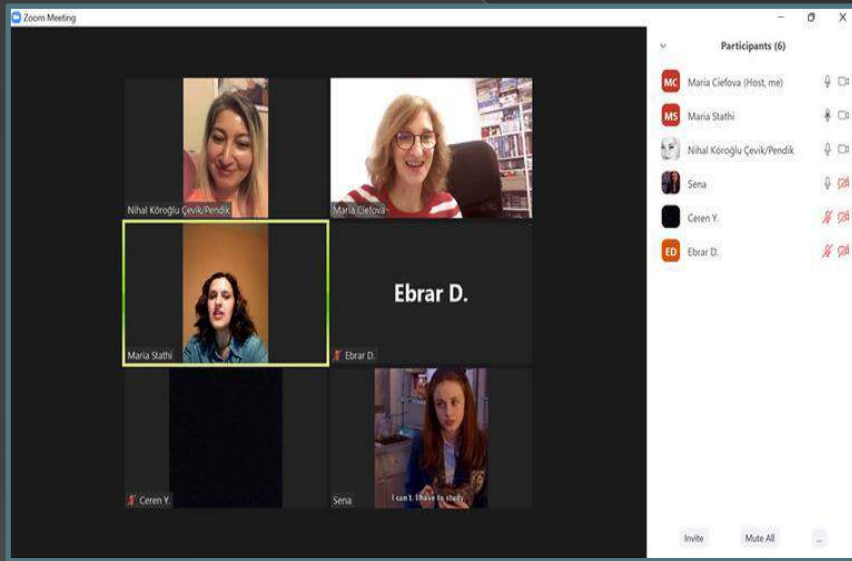 Zoom Meeting
Nihal Köroğlu Çevik/Pendik
Maria Ciefova
Maria Stathi
Ebrar D.
Ebrar D.
Ceren Y.
Sena
I can't. I have to study.
Participants (6)
MC Maria Ciefova (Host, me)
MS Maria Stathi
Nihal Köroğlu Çevik/Pendik
Sena
Ceren Y.
ED Ebrar D.
Invite
Mute All
...